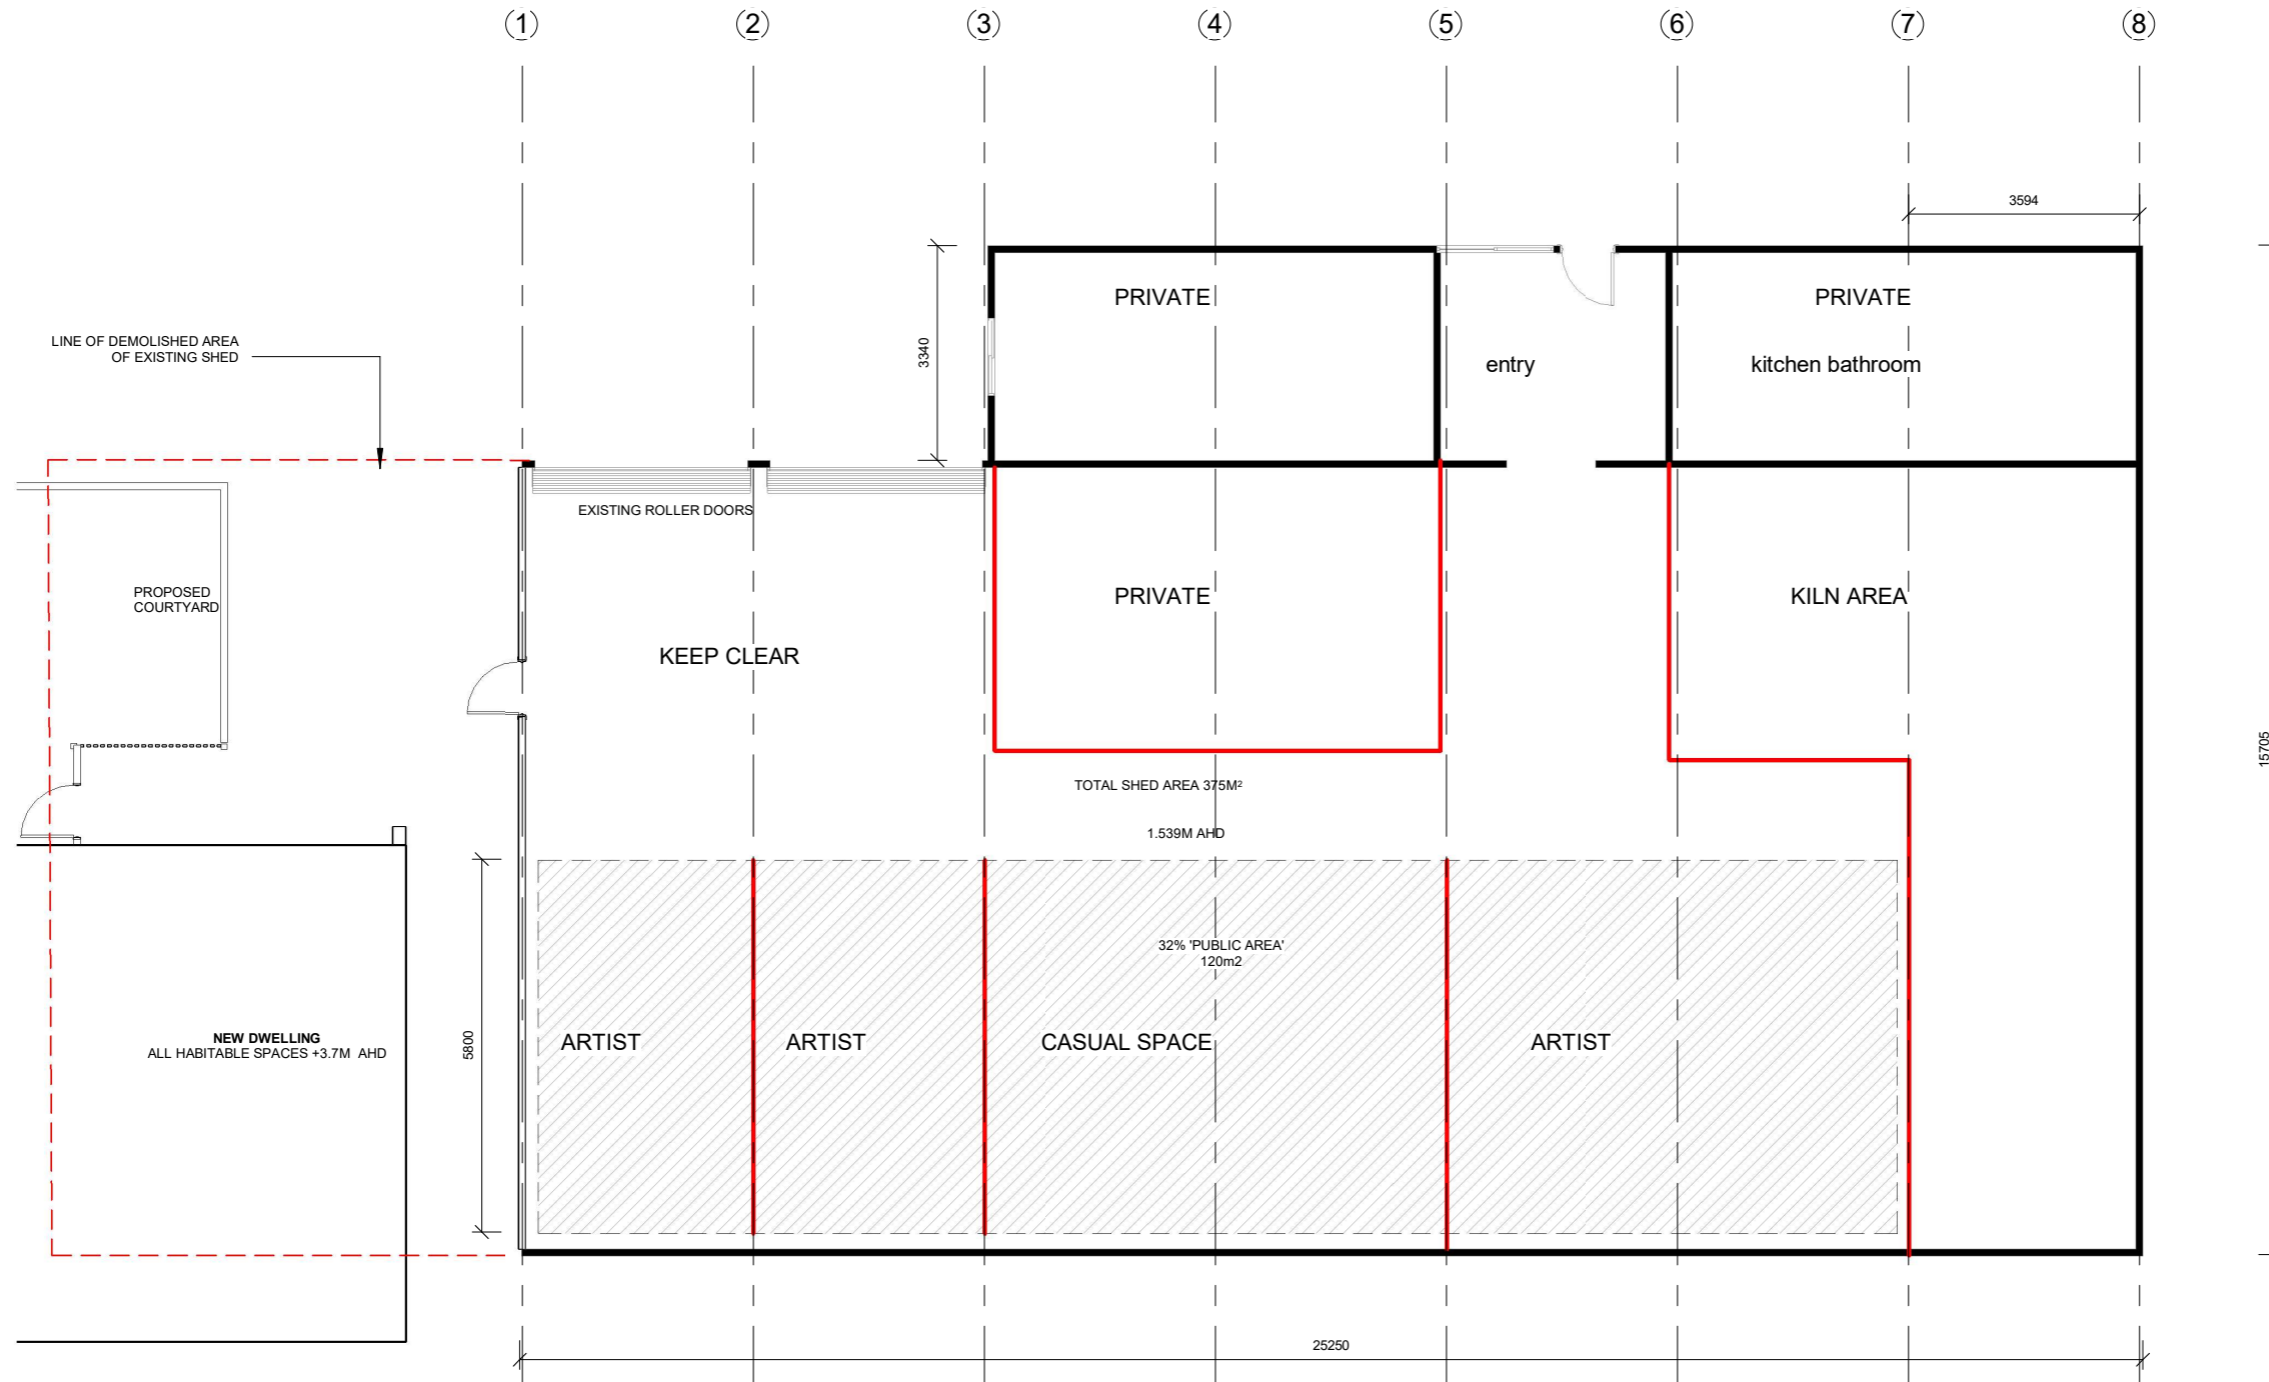 1
2
3
4
5
6
7
8
3594
PRIVATE
PRIVATE
LINE OF DEMOLISHED AREA
OF EXISTING SHED
3340
entry
kitchen bathroom
EXISTING ROLLER DOORS
PROPOSED
COURTYARD
PRIVATE
KILN AREA
KEEP CLEAR
15705
TOTAL SHED AREA 375M²
1.539M AHD
32% 'PUBLIC AREA'
120m2
NEW DWELLING
ALL HABITABLE SPACES +3.7M AHD
5800
ARTIST
ARTIST
CASUAL SPACE
ARTIST
25250